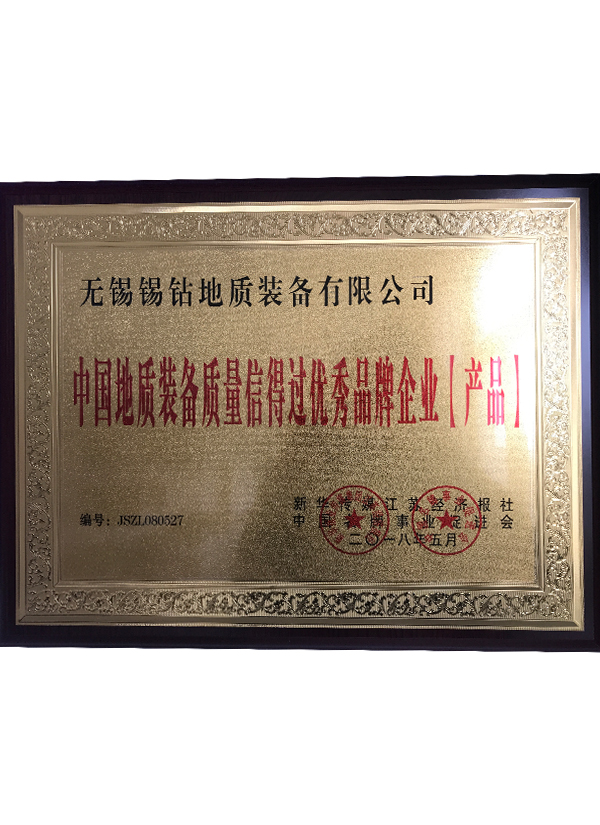 无锡锡钻地质装备有限公司
中国地质装备质量信得过优秀品牌企业【产品】
编号：JSZL080527
新华传媒江苏经济报社
中国名牌事业促进会
二〇一八年五月